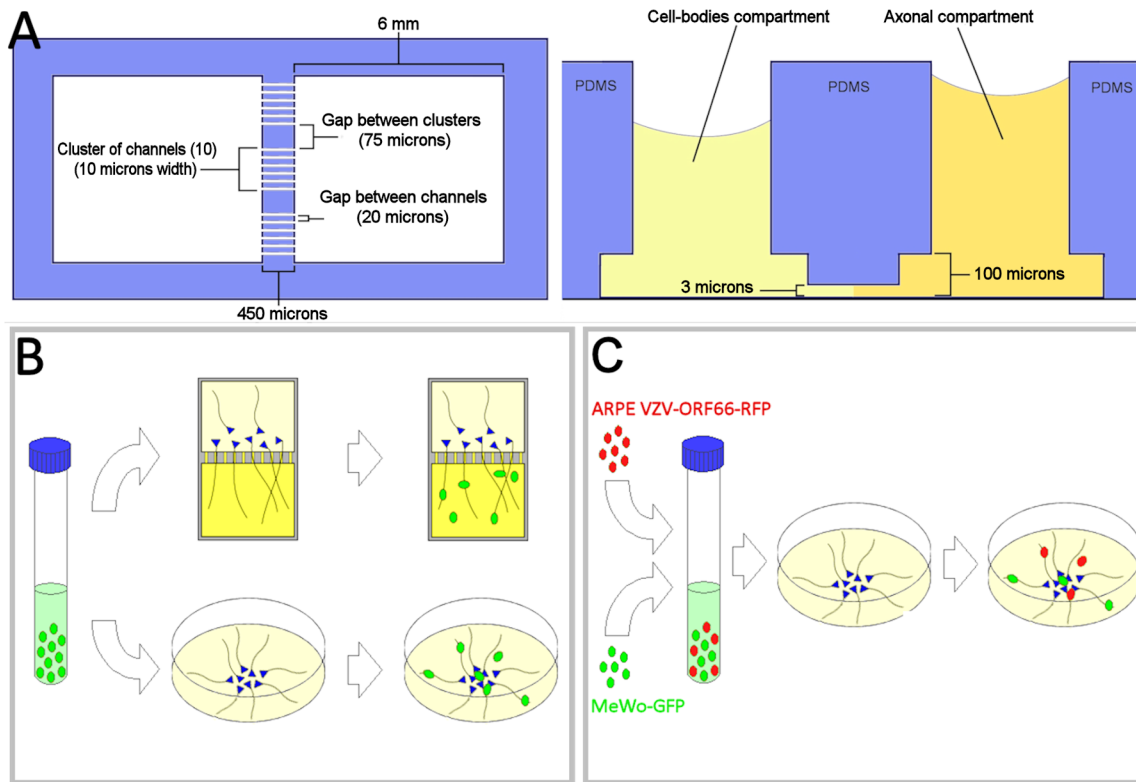 A
6 mm
Gap between clusters
(75 microns)
Cluster of channels (10)
(10 microns width)
Gap between channels
(20 microns)
450 microns
Cell-bodies compartment
Axonal compartment
PDMS
PDMS
PDMS
3 microns
100 microns
B
C
ARPE VZV-ORF66-RFP
MeWo-GFP